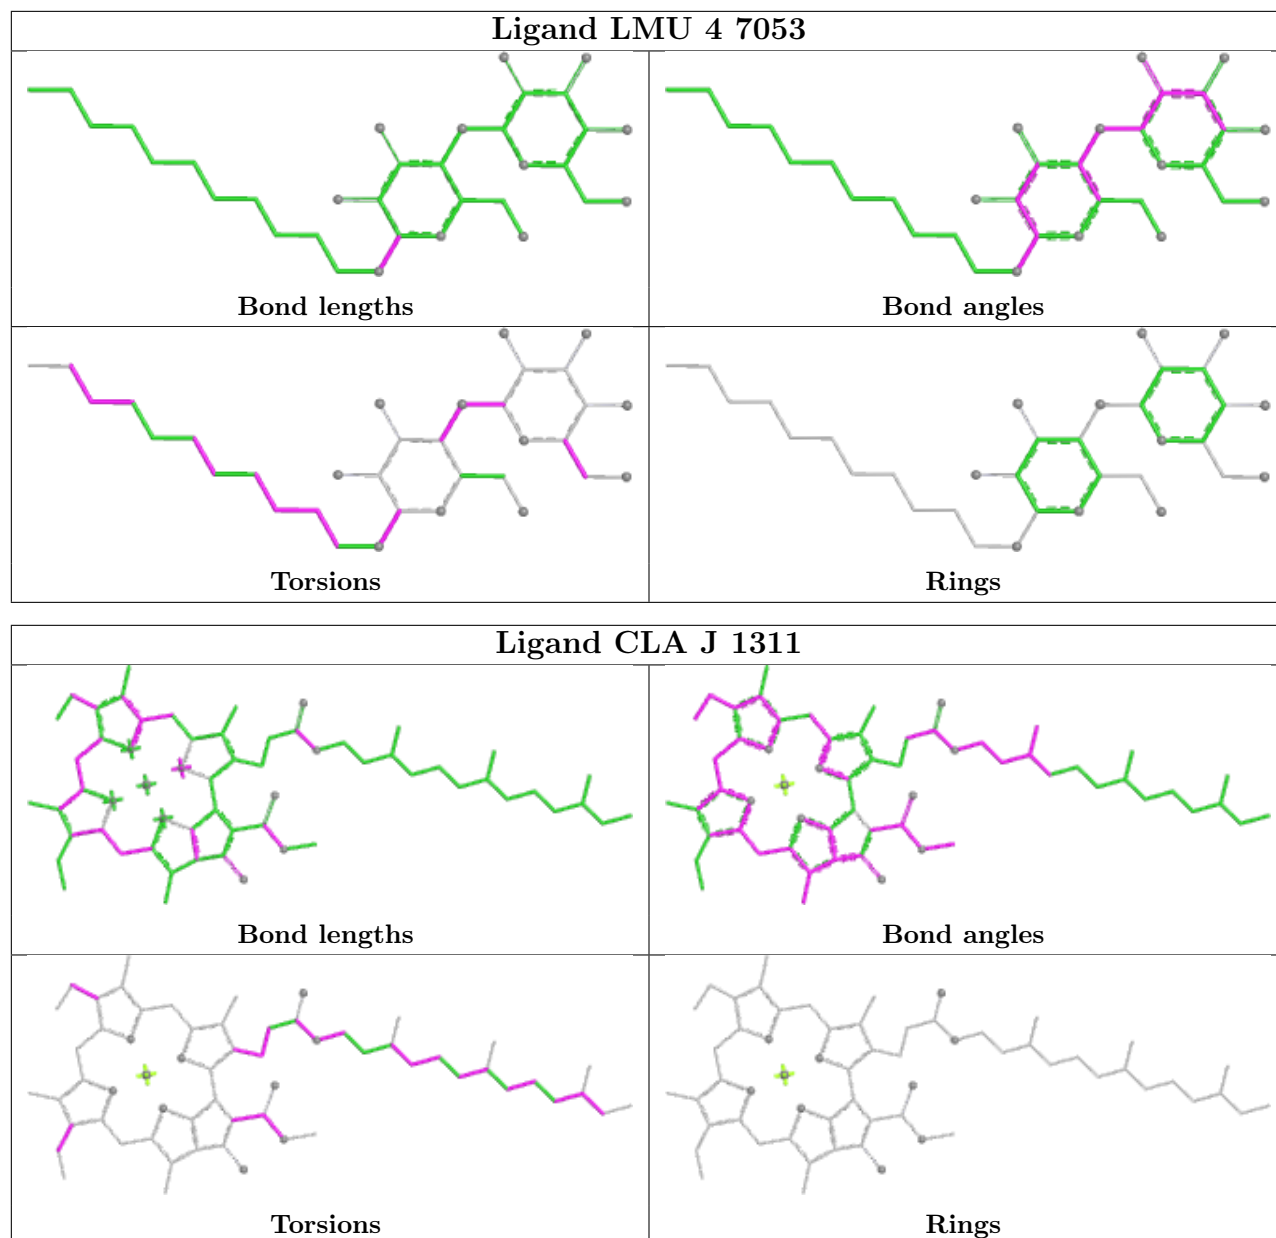 Ligand LMU 4 7053
Bond lengths
Bond angles
Torsions
Rings
Ligand CLA J 1311
Bond lengths
Bond angles
Torsions
Rings